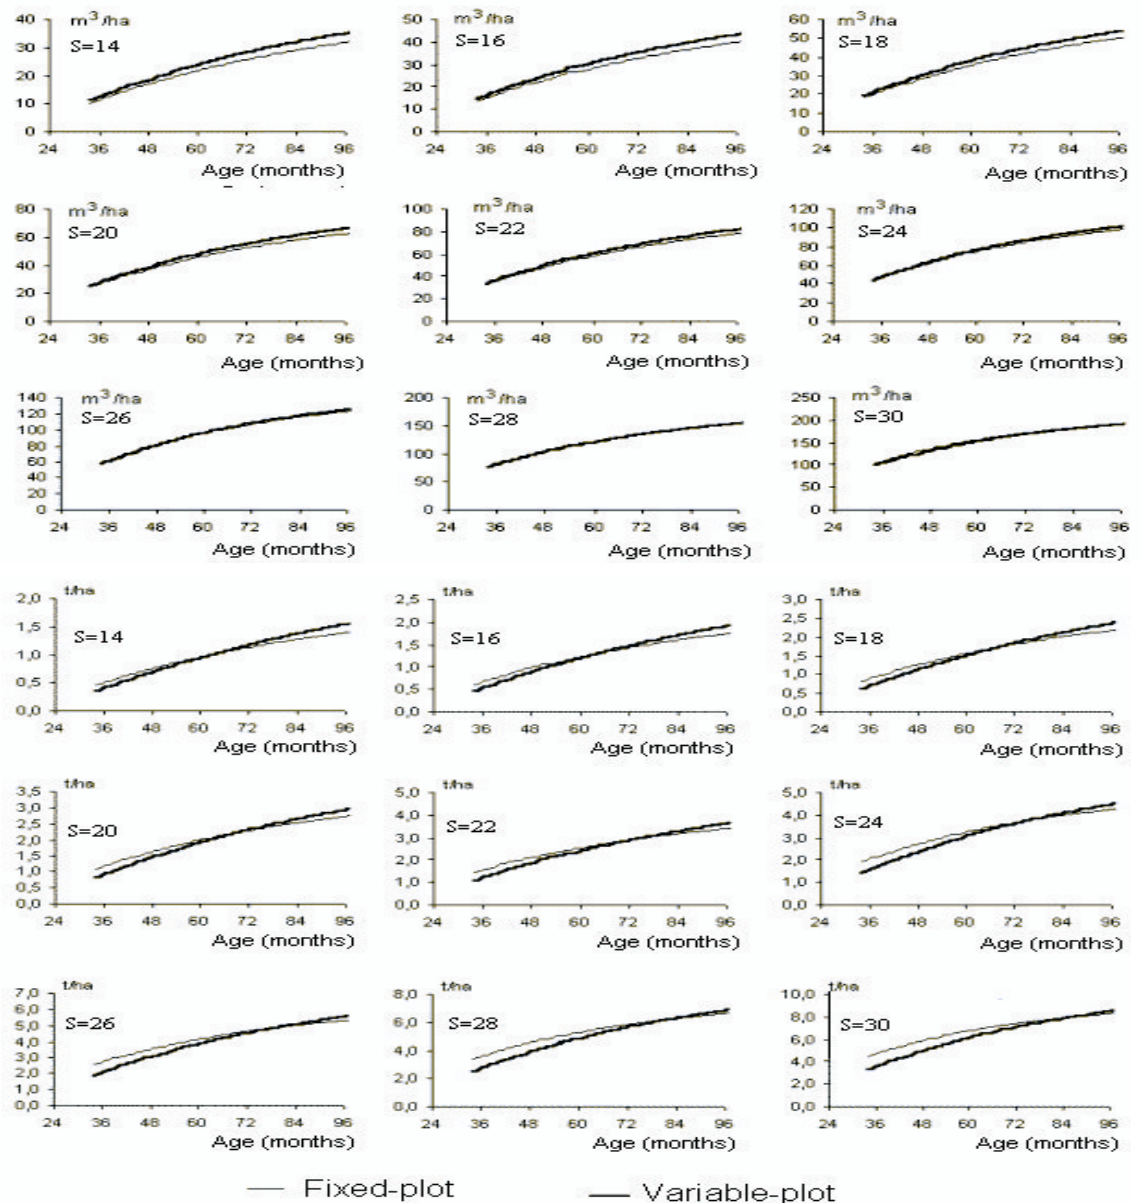 40 m³/ha 50 m³/ha 60 m³/ha
S=14 S=16 S=18
30 40 50
20 30 40
10 20 30
0 10 20
0 10
0
24 36 48 60 72 84 96 24 36 48 60 72 84 96 24 36 48 60 72 84 96
Age (months) Age (months) Age (months)
80 m³/ha 100 m³/ha 120 m³/ha
S=20 S=22 S=24
60 80 100
40 60 80
20 40 60
0 20 40
0 20
0
24 36 48 60 72 84 96 24 36 48 60 72 84 96 24 36 48 60 72 84 96
Age (months) Age (months) Age (months)
140 m³/ha 200 m³/ha 250 m³/ha
S=26 S=28 S=30
120 150 200
100 100 150
80 50 100
60 0 50
40 0
20
0
24 36 48 60 72 84 96 24 36 48 60 72 84 96 24 36 48 60 72 84 96
Age (months) Age (months) Age (months)
2,0 t/ha 2,5 t/ha 3,0 t/ha
S=14 S=16 S=18
1,5 2,0 2,5
1,0 1,5 2,0
0,5 1,0 1,5
0,0 0,5 1,0
0,0 0,5
0,0
24 36 48 60 72 84 96 24 36 48 60 72 84 96 24 36 48 60 72 84 96
Age (months) Age (months) Age (months)
3,5 t/ha 5,0 t/ha 5,0 t/ha
S=20 S=22 S=24
3,0 4,0 4,0
2,5 3,0 3,0
2,0 2,0 2,0
1,5 1,0 1,0
1,0 0,0 0,0
0,5
0,0
24 36 48 60 72 84 96 24 36 48 60 72 84 96 24 36 48 60 72 84 96
Age (months) Age (months) Age (months)
7,0 t/ha 8,0 t/ha 10,0 t/ha
S=26 S=28 S=30
6,0 6,0 8,0
5,0 4,0 6,0
4,0 2,0 4,0
3,0 0,0 2,0
2,0 0,0
1,0
0,0
24 36 48 60 72 84 96 24 36 48 60 72 84 96 24 36 48 60 72 84 96
Age (months) Age (months) Age (months)
Fixed-plot Variable-plot